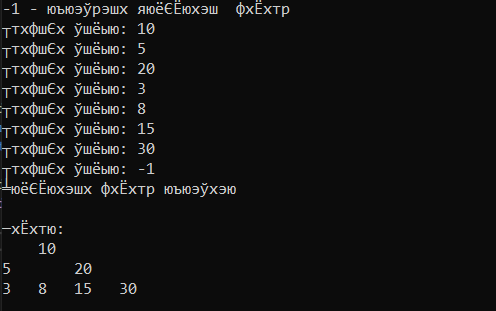 -1 - юъюэўрэшх яюёЄЁюхэш  фхЁхтр
┬тхфшЄх ўшёыю: 10
┬тхфшЄх ўшёыю: 5
┬тхфшЄх ўшёыю: 20
┬тхфшЄх ўшёыю: 3
┬тхфшЄх ўшёыю: 8
┬тхфшЄх ўшёыю: 15
┬тхфшЄх ўшёыю: 30
┬тхфшЄх ўшёыю: -1
╧юёЄЁюхэшх фхЁхтр юъюэўхэю
─хЁхтю:
10
5 20
3 8 15 30